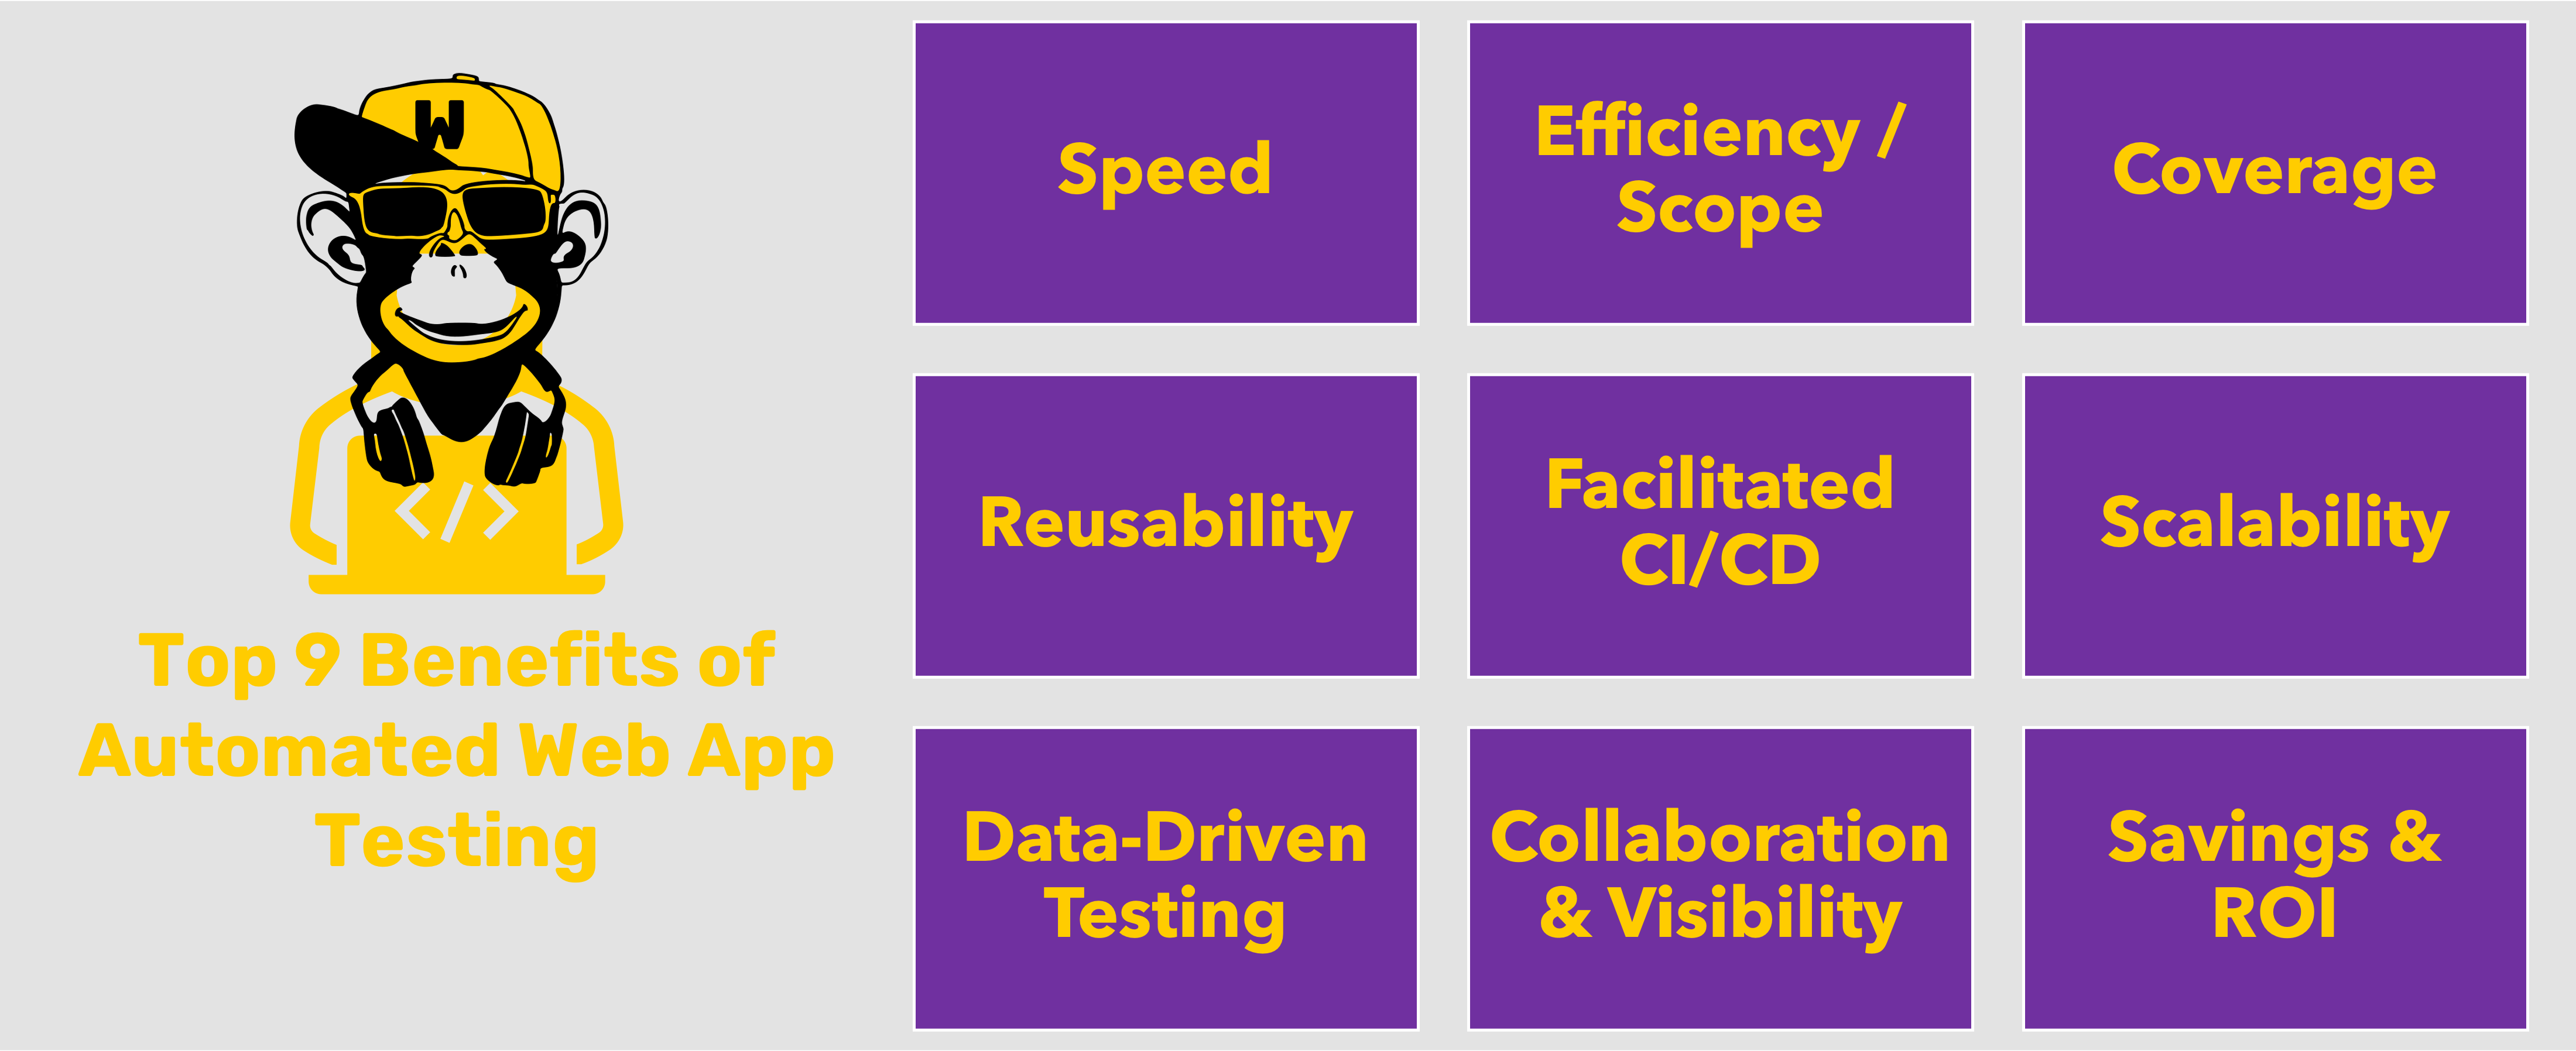 W
</>
Top 9 Benefits of
Automated Web App
Testing
Speed
Efficiency /
Scope
Coverage
Reusability
Facilitated
CI/CD
Scalability
Data-Driven
Testing
Collaboration
& Visibility
Savings &
ROI